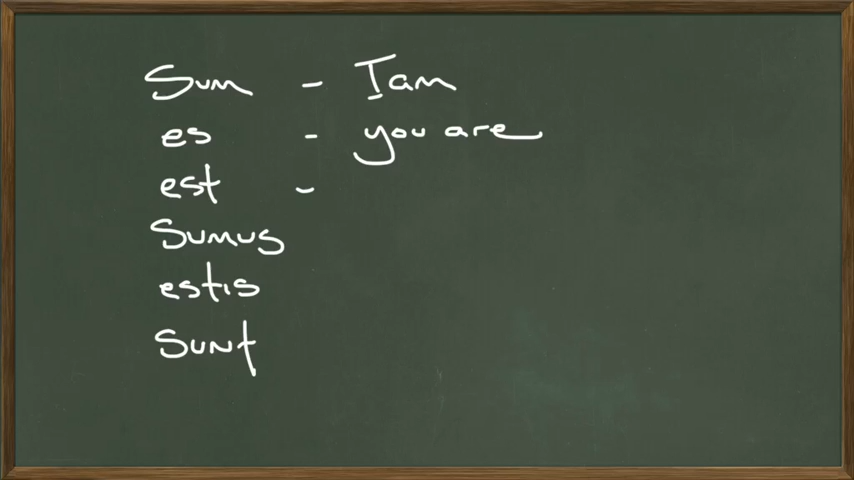 Sum - I am
es - you are
est -
Sumus
estis
Sunt